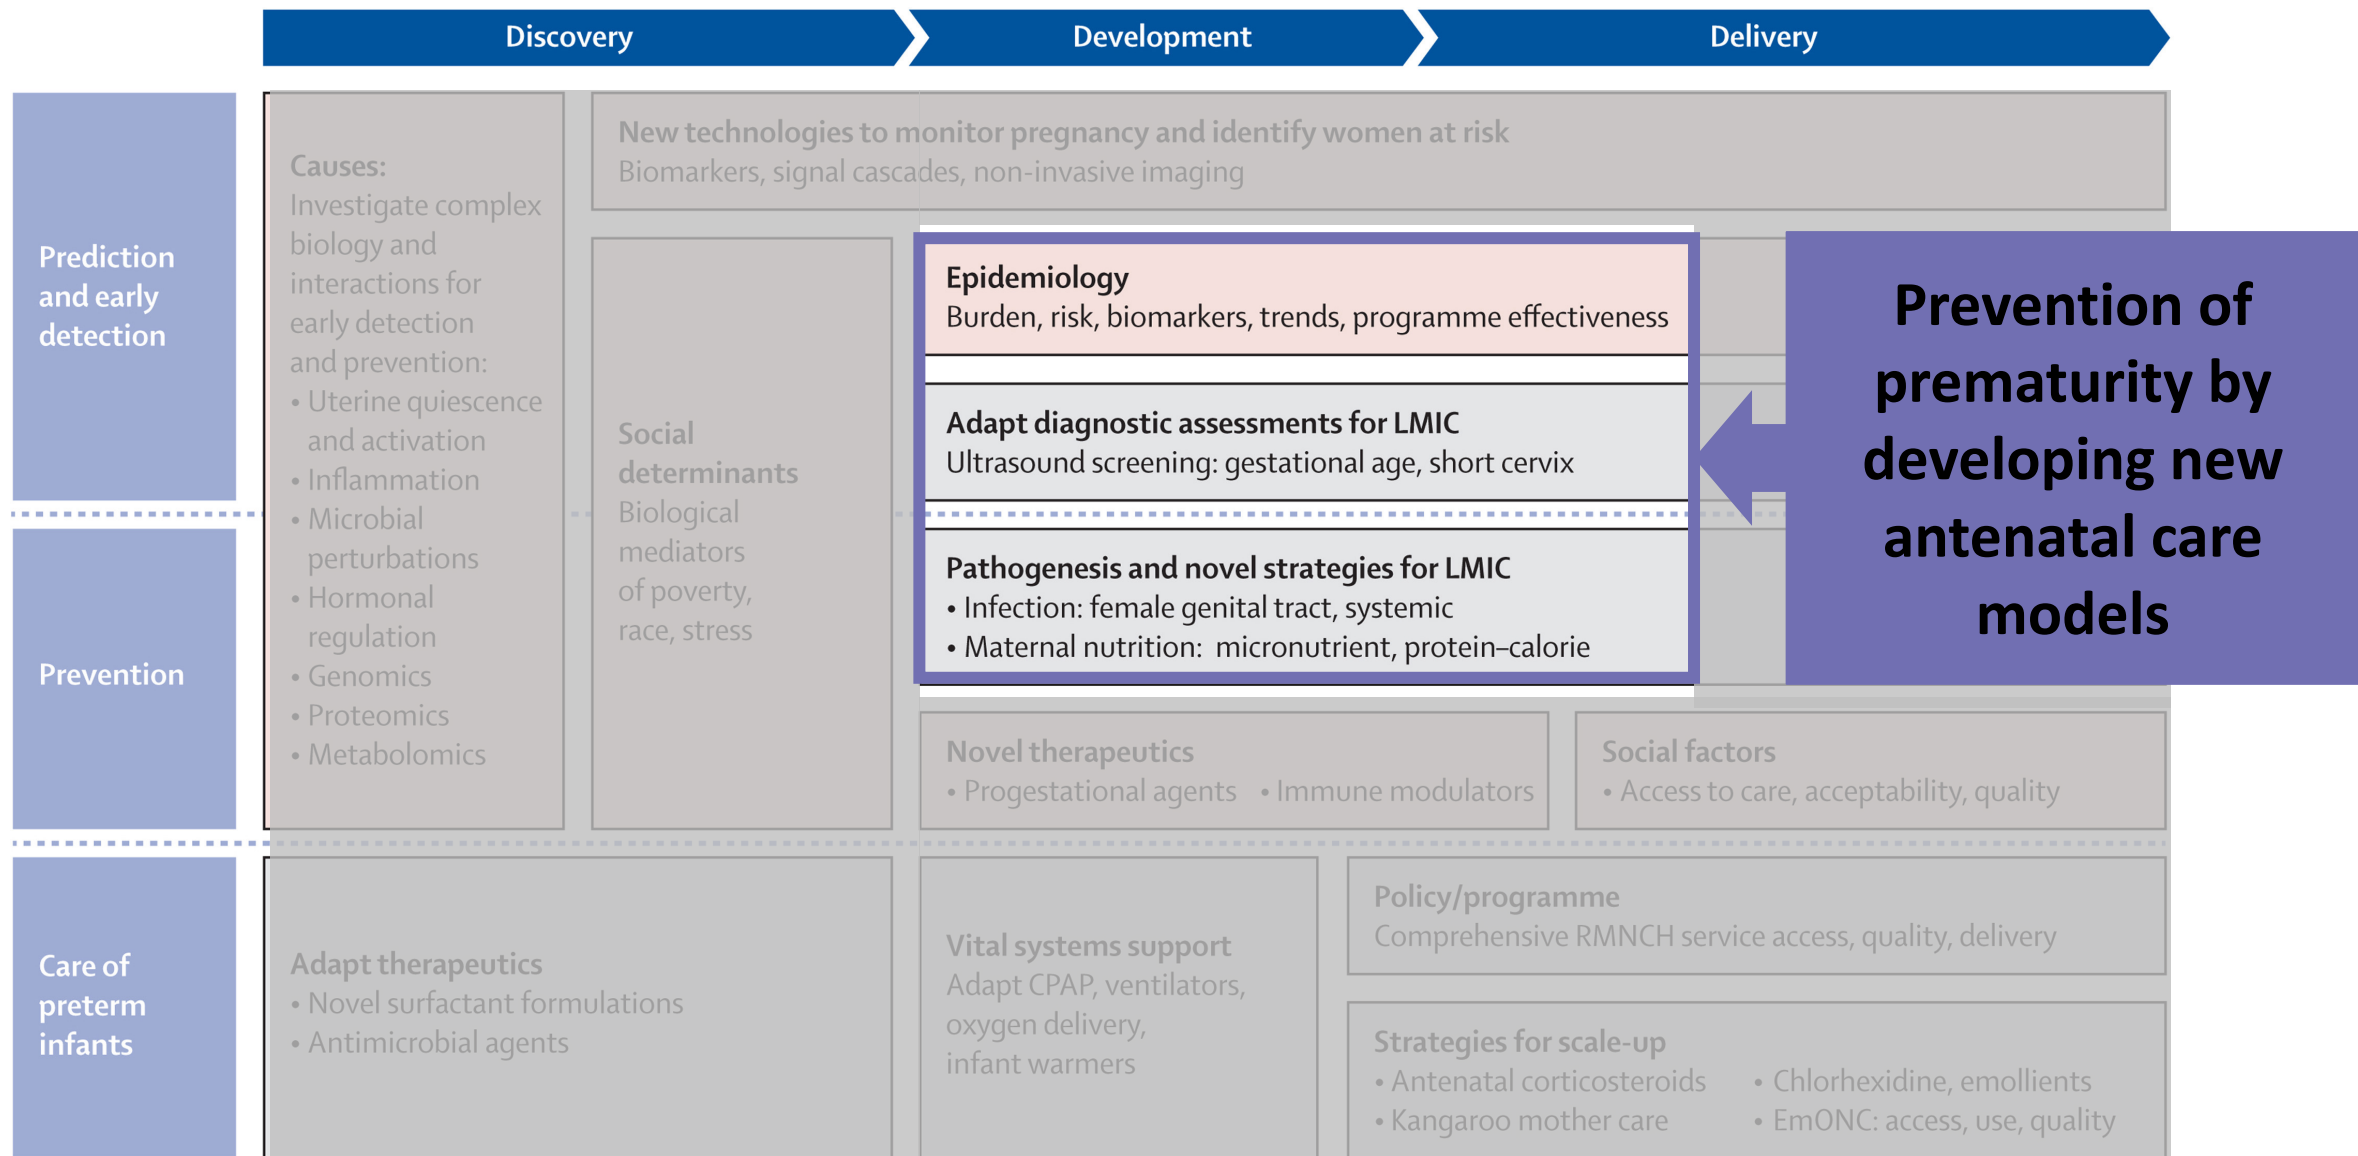 Discovery
Development
Delivery
Prediction
and early
detection
Prevention
Care of
preterm
infants
Causes:
Investigate complex
biology and
interactions for
early detection
and prevention:
• Uterine quiescence
and activation
• Inflammation
• Microbial
perturbations
• Hormonal
regulation
• Genomics
• Proteomics
• Metabolomics
New technologies to monitor pregnancy and identify women at risk
Biomarkers, signal cascades, non-invasive imaging
Social
determinants
Biological
mediators
of poverty,
race, stress
Epidemiology
Burden, risk, biomarkers, trends, programme effectiveness
Adapt diagnostic assessments for LMIC
Ultrasound screening: gestational age, short cervix
Pathogenesis and novel strategies for LMIC
• Infection: female genital tract, systemic
• Maternal nutrition: micronutrient, protein–calorie
Prevention of
prematurity by
developing new
antenatal care
models
Novel therapeutics
• Progestational agents • Immune modulators
Social factors
• Access to care, acceptability, quality
Adapt therapeutics
• Novel surfactant formulations
• Antimicrobial agents
Vital systems support
Adapt CPAP, ventilators,
oxygen delivery,
infant warmers
Policy/programme
Comprehensive RMNCH service access, quality, delivery
Strategies for scale-up
• Antenatal corticosteroids • Chlorhexidine, emollients
• Kangaroo mother care • EmONC: access, use, quality